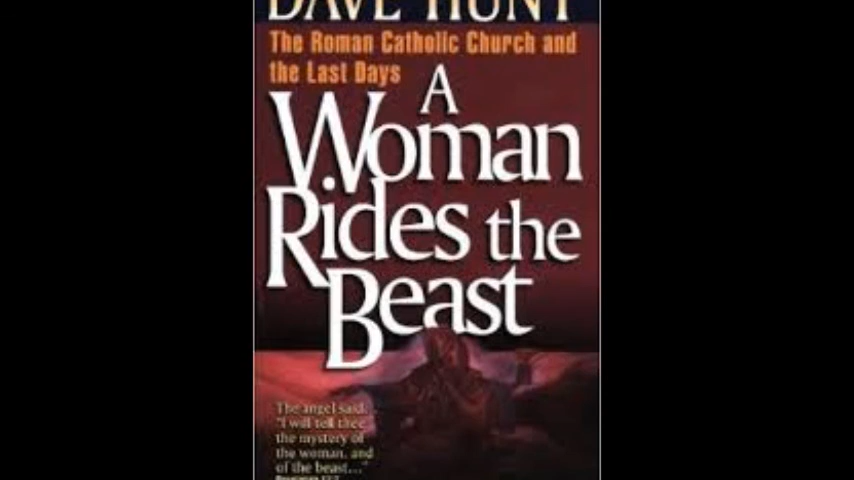 DAVE HUNT
The Roman Catholic Church and
the Last Days
A
Woman
Rides the
Beast
The angel said:
"I will tell thee
the mystery of
the woman, and
of the beast..."